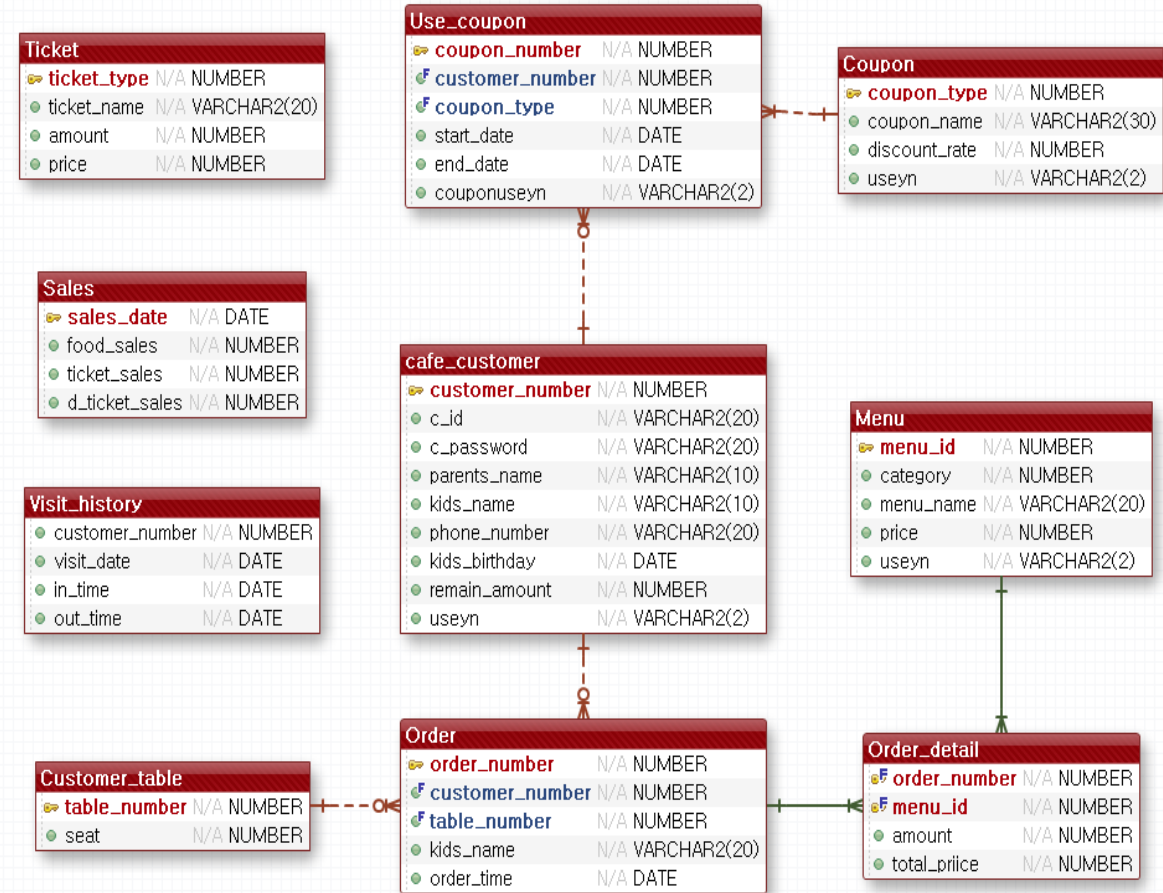 Ticket
ticket_type N/A NUMBER
ticket_name N/A VARCHAR2(20)
amount N/A NUMBER
price N/A NUMBER
Use_coupon
coupon_number N/A NUMBER
customer_number N/A NUMBER
coupon_type N/A NUMBER
start_date N/A DATE
end_date N/A DATE
couponuseyn N/A VARCHAR2(2)
Coupon
coupon_type N/A NUMBER
coupon_name N/A VARCHAR2(30)
discount_rate N/A NUMBER
useyn N/A VARCHAR2(2)
Sales
sales_date N/A DATE
food_sales N/A NUMBER
ticket_sales N/A NUMBER
d_ticket_sales N/A NUMBER
cafe_customer
customer_number N/A NUMBER
c_id N/A VARCHAR2(20)
c_password N/A VARCHAR2(20)
parents_name N/A VARCHAR2(10)
kids_name N/A VARCHAR2(10)
phone_number N/A VARCHAR2(20)
kids_birthday N/A DATE
remain_amount N/A NUMBER
useyn N/A VARCHAR2(2)
Menu
menu_id N/A NUMBER
category N/A NUMBER
menu_name N/A VARCHAR2(20)
price N/A NUMBER
useyn N/A VARCHAR2(2)
Visit_history
customer_number N/A NUMBER
visit_date N/A DATE
in_time N/A DATE
out_time N/A DATE
Customer_table
table_number N/A NUMBER
seat N/A NUMBER
Order
order_number N/A NUMBER
customer_number N/A NUMBER
table_number N/A NUMBER
kids_name N/A VARCHAR2(20)
order_time N/A DATE
Order_detail
order_number N/A NUMBER
menu_id N/A NUMBER
amount N/A NUMBER
total_priice N/A NUMBER